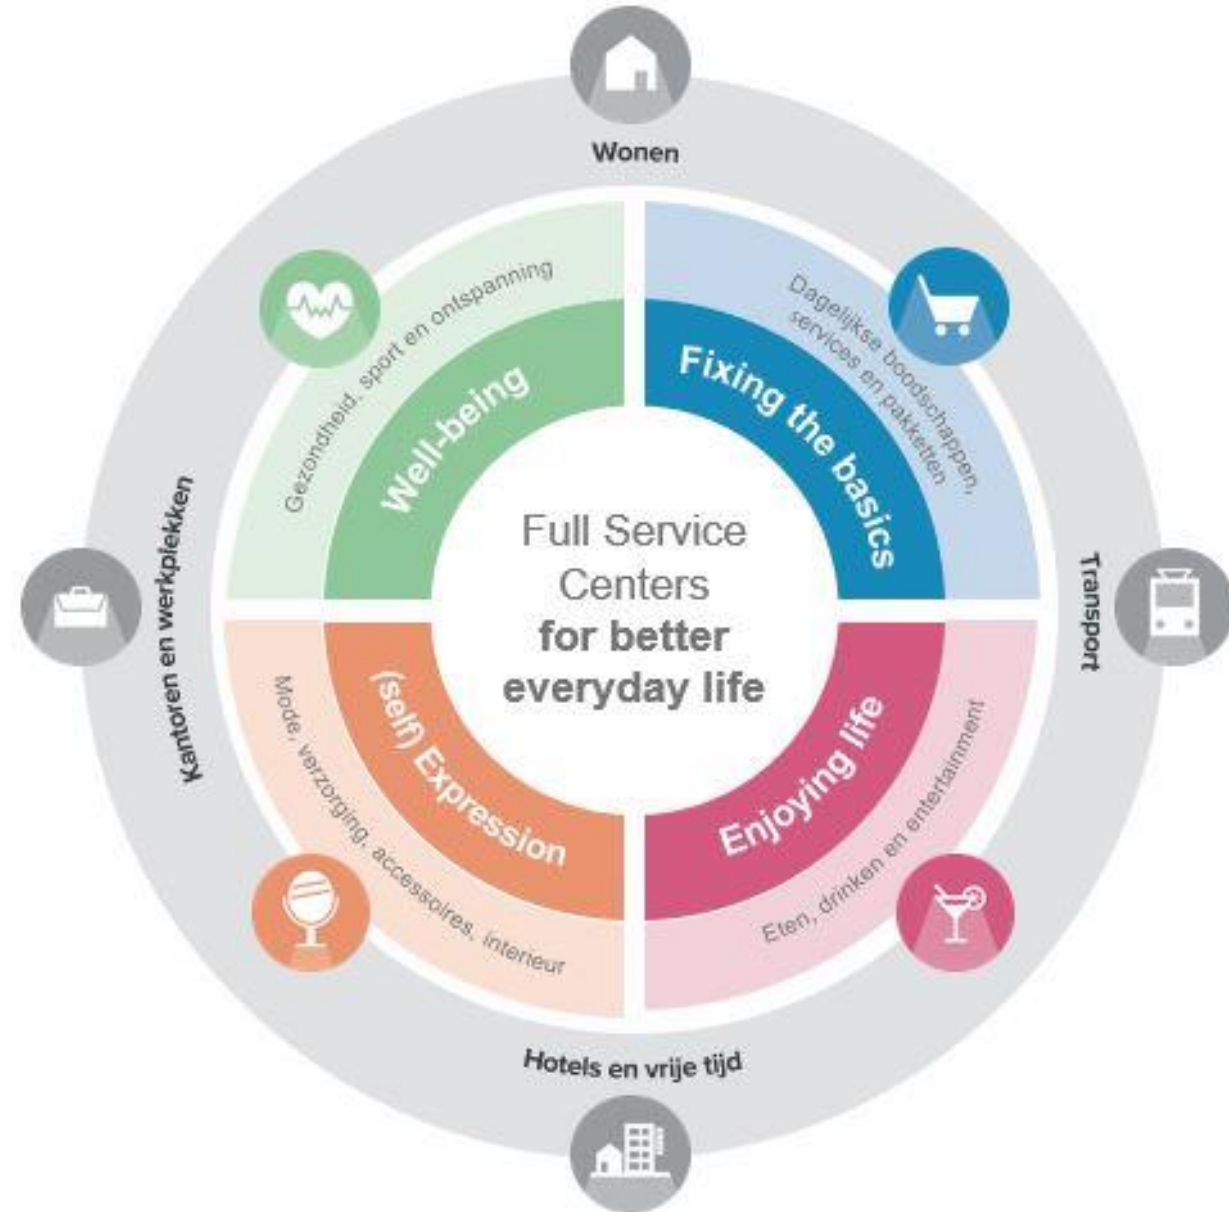 Wonen
Gezondheid, sport en ontspanning
Well-being
Dagelijkse boodschappen,
services en pakketten
Fixing the basics
Kantoren en werkplekken
Full Service
Centers
for better
everyday life
Transport
(self) Expression
Mode, verzorging, accessoires, interieur
Enjoying life
Eten, drinken en entertainment
Hotels en vrije tijd